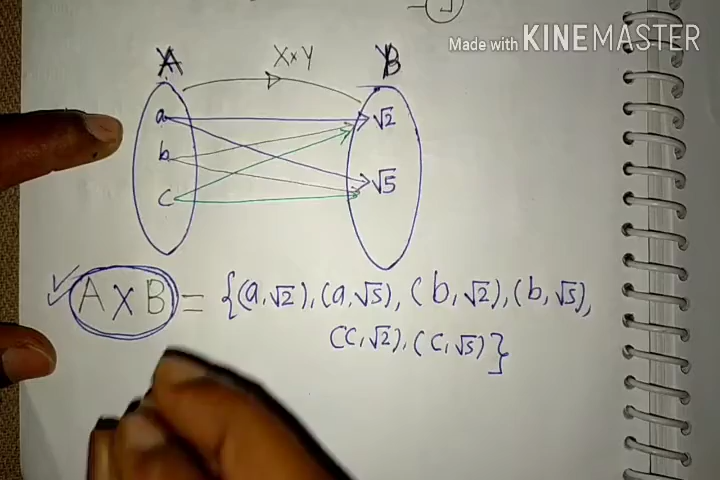 Made with KINEMASTER
A X×Y B
a √2
b
c √5
A X B = {(a,√2), (a,√5), (b,√2), (b,√5),
(c,√2), (c,√5)}